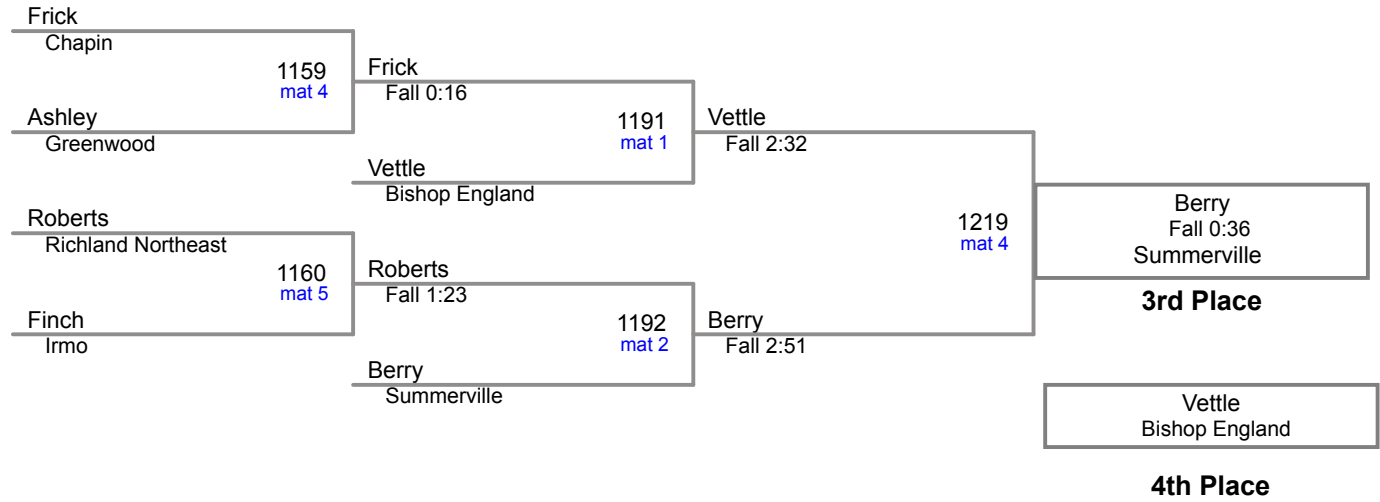 Frick
Chapin
1159
mat 4
Ashley
Greenwood
Frick
Fall 0:16
1191
mat 1
Vettle
Bishop England
Roberts
Richland Northeast
1160
mat 5
Finch
Irmo
Roberts
Fall 1:23
1192
mat 2
Berry
Summerville
Vettle
Fall 2:32
1219
mat 4
Berry
Fall 2:51
Berry
Fall 0:36
Summerville
3rd Place
Vettle
Bishop England
4th Place